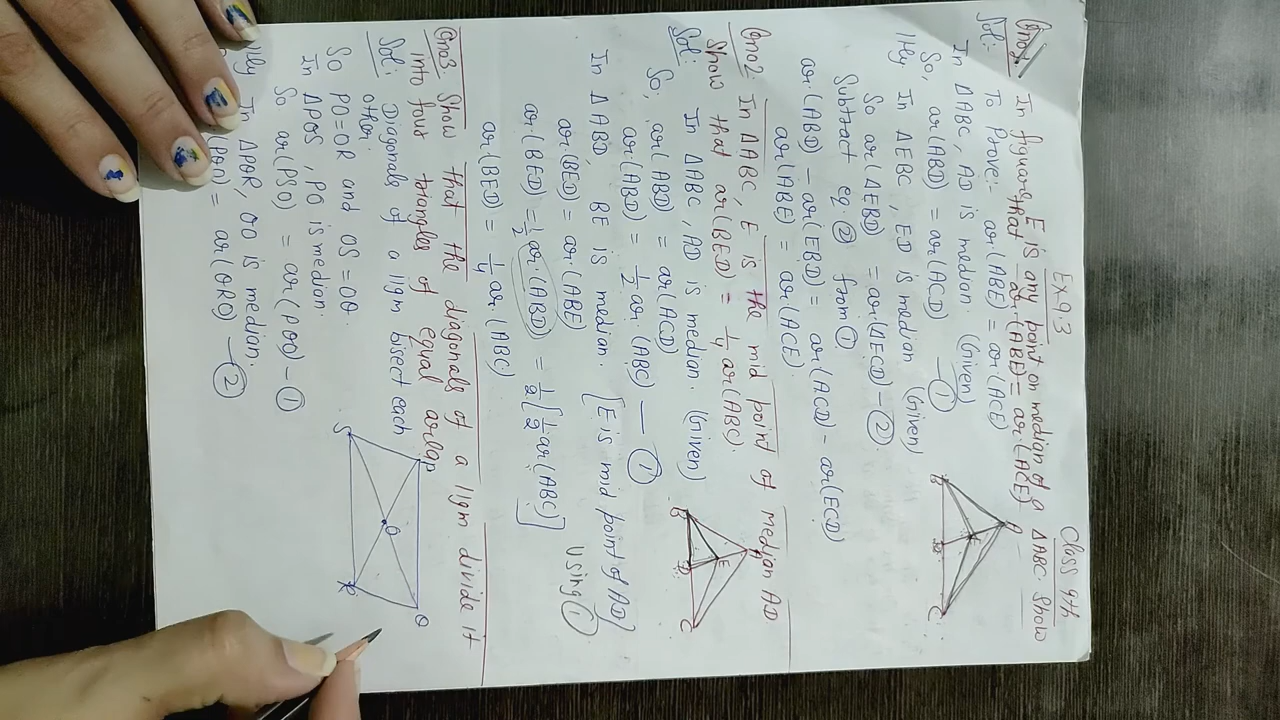 Class 9th
Ex 9.3
Qno1. In figure, E is any point on median of a ΔABC. Show
that ar(ABE) = ar(ACE)
Sol:- To Prove:- ar(ABE) = ar(ACE)
In ΔABC, AD is median. (Given)
So, ar(ABD) = ar(ACD) — ①
llly In ΔEBC, ED is median (Given)
So ar(ΔEBD) = ar(ΔECD) — ②
Subtract eq. ② from ①
ar.(ABD) - ar(EBD) = ar(ACD) - ar(ECD)
ar(ABE) = ar(ACE)
A
E
B
D
C
Qno2: In ΔABC, E is the mid point of median AD
Show that ar(BED) = 1/4 ar(ABC).
Sol: In ΔABC, AD is median. (Given)
So, ar(ABD) = ar(ACD)
ar(ABD) = 1/2 ar.(ABC) — ①
In ΔABD, BE is median. [E is mid point of AD]
ar(BED) = ar(ABE)
ar(BED) = 1/2 ar.(ABD) = 1/2 [1/2 ar(ABC)] Using ①
ar(BED) = 1/4 ar.(ABC)
E
B
D
C
Qno3 Show that the diagonals of a llgm divide it
into four triangles of equal area
Sol: Diagonals of a llgm bisect each
other.
So PO=OR and OS=OQ.
In ΔPQS, PO is median.
So ar(PSO) = ar(POQ) — ①
llly In ΔPQR, OQ is median.
(POQ) = ar(QRO) — ②
P
Q
O
S
R